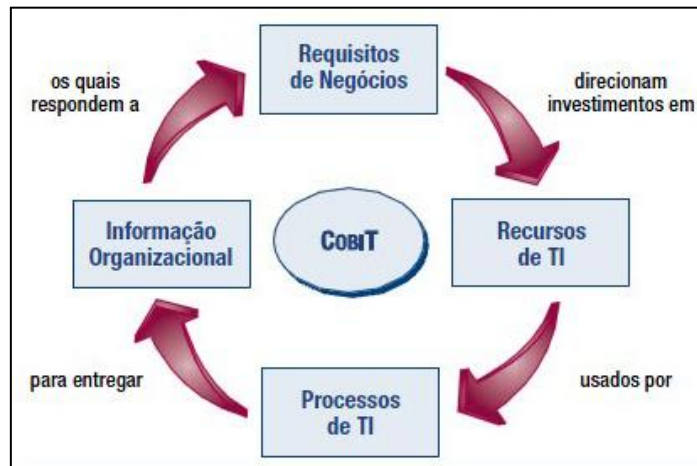 Requisitos
de Negócios
direcionam
investimentos em
Recursos
de TI
usados por
Processos
de TI
para entregar
Informação
Organizacional
os quais
respondem a
COBIT